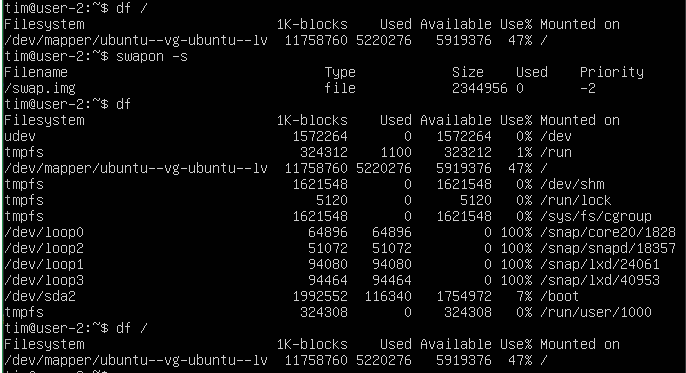 tim@user-2:~$ df /
Filesystem                        1K-blocks    Used Available Use% Mounted on
/dev/mapper/ubuntu--vg-ubuntu--lv  11758760 5220276   5919376  47% /
tim@user-2:~$ swapon -s
Filename                                Type            Size    Used    Priority
/swap.img                               file            2344956 0       -2
tim@user-2:~$ df
Filesystem                        1K-blocks    Used Available Use% Mounted on
udev                                1572264       0   1572264   0% /dev
tmpfs                                324312    1100    323212   1% /run
/dev/mapper/ubuntu--vg-ubuntu--lv  11758760 5220276   5919376  47% /
tmpfs                               1621548       0   1621548   0% /dev/shm
tmpfs                                  5120       0      5120   0% /run/lock
tmpfs                               1621548       0   1621548   0% /sys/fs/cgroup
/dev/loop0                            64896   64896         0 100% /snap/core20/1828
/dev/loop2                            51072   51072         0 100% /snap/snapd/18357
/dev/loop1                            94080   94080         0 100% /snap/lxd/24061
/dev/loop3                            94464   94464         0 100% /snap/lxd/40953
/dev/sda2                           1992552  116340   1754972   7% /boot
tmpfs                                324308       0    324308   0% /run/user/1000
tim@user-2:~$ df /
Filesystem                        1K-blocks    Used Available Use% Mounted on
/dev/mapper/ubuntu--vg-ubuntu--lv  11758760 5220276   5919376  47% /